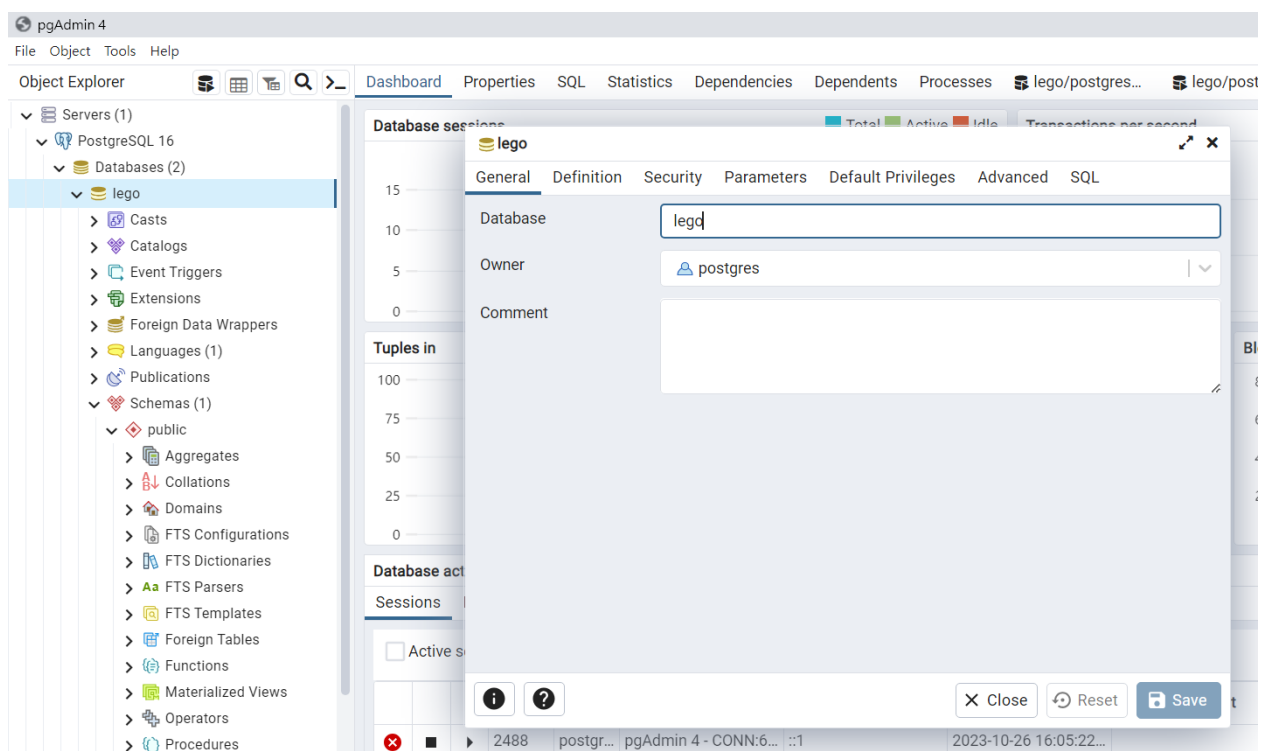 pgAdmin 4
File Object Tools Help
Object Explorer
Dashboard Properties SQL Statistics Dependencies Dependents Processes lego/postgres... lego/post
Servers (1)
PostgreSQL 16
Databases (2)
lego
Casts
Catalogs
Event Triggers
Extensions
Foreign Data Wrappers
Languages (1)
Publications
Schemas (1)
public
Aggregates
Collations
Domains
FTS Configurations
FTS Dictionaries
Aa FTS Parsers
FTS Templates
Foreign Tables
Functions
Materialized Views
Operators
Procedures
Database sessions Total Active Idle Transactions per second
15
10
5
0
Tuples in
100
75
50
25
0
Bl
Database act
Sessions
Active s
lego
General Definition Security Parameters Default Privileges Advanced SQL
Database lego
Owner postgres
Comment
Close Reset Save
2488 postgr... pgAdmin 4 - CONN:6... ::1 2023-10-26 16:05:22...